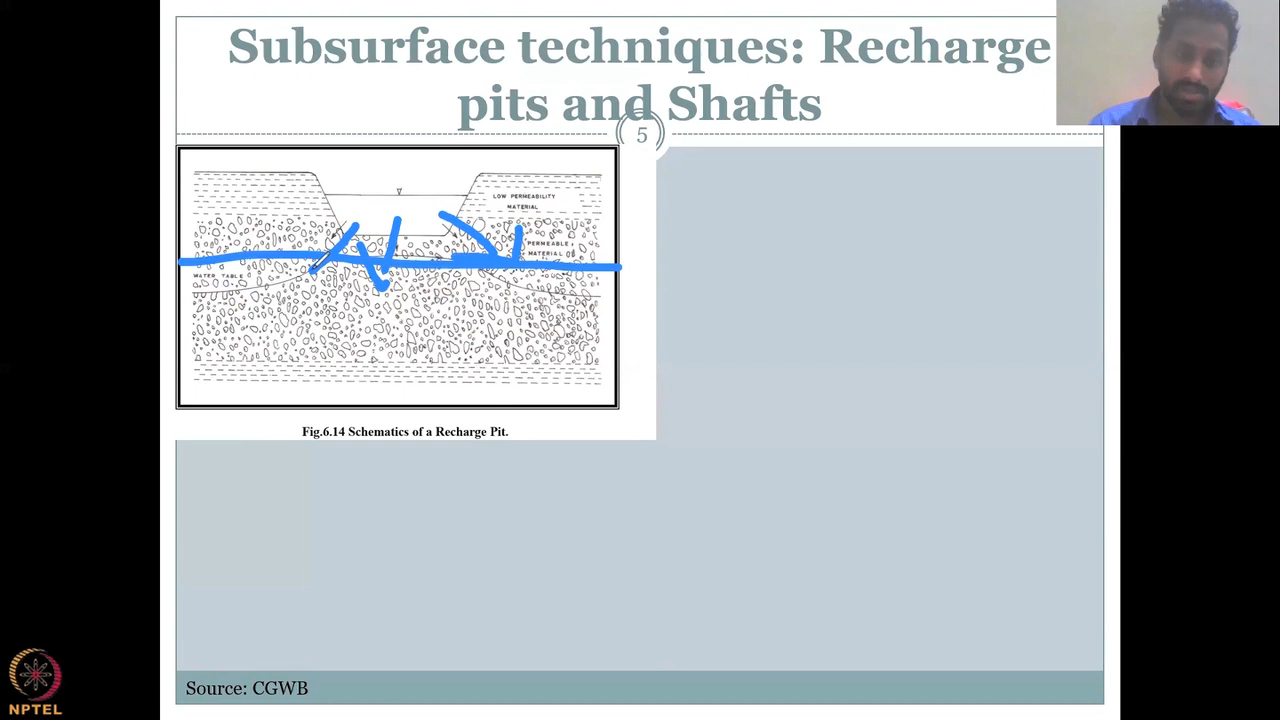 Subsurface techniques: Recharge
pits and Shafts
5
LOW PERMEABILITY
MATERIAL
PERMEABLE
MATERIAL
WATER TABLE
Fig.6.14 Schematics of a Recharge Pit.
Source: CGWB
NPTEL